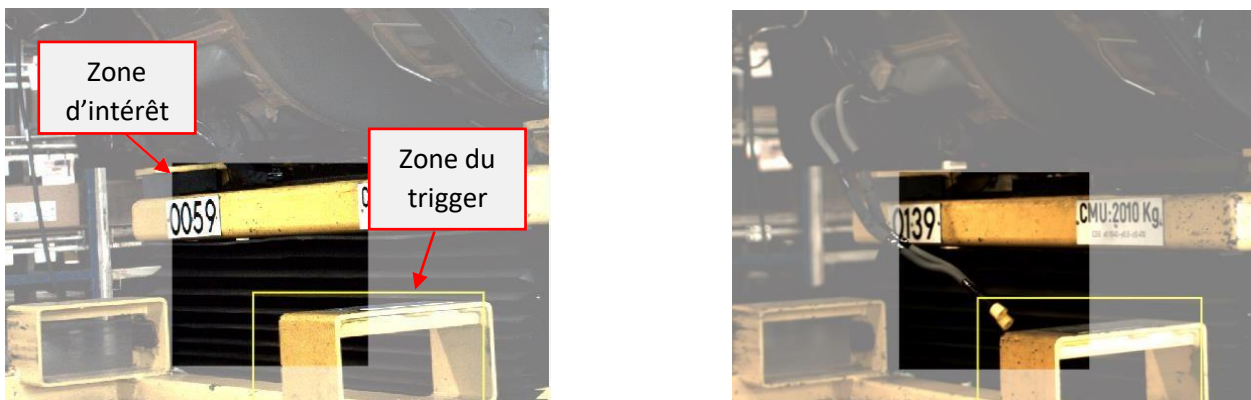 Zone
d'intérêt
Zone du
trigger
0059
0139
CMU:2010 Kg.